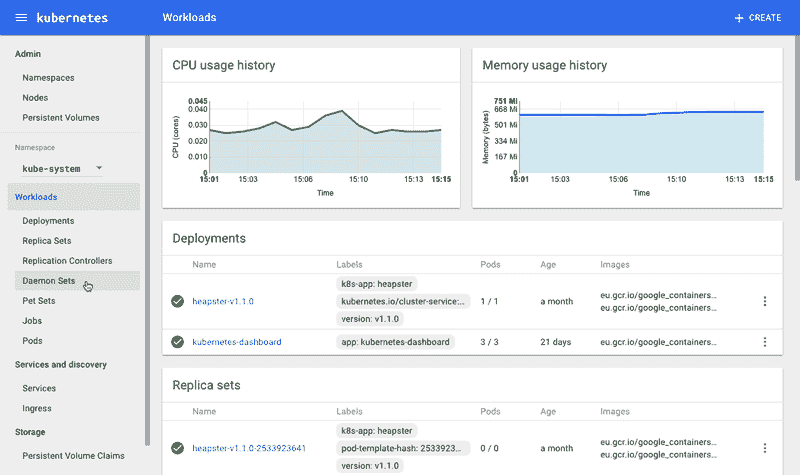 kubernetes
Workloads
+ CREATE
Admin
Namespaces
Nodes
Persistent Volumes
Namespace
kube-system
Workloads
Deployments
Replica Sets
Replication Controllers
Daemon Sets
Pet Sets
Jobs
Pods
Services and discovery
Services
Ingress
Storage
Persistent Volume Claims
CPU usage history
CPU (cores)
0.045
0.040
0.030
0.020
0.010
0
15:01 15:03 15:06 15:10 15:13 15:15
Time
Memory usage history
Memory (bytes)
751 Mi
668 Mi
501 Mi
334 Mi
167 Mi
0
15:01 15:03 15:06 15:10 15:13 15:15
Time
Deployments
Name Labels Pods Age Images
heapster-v1.1.0 k8s-app: heapster 1 / 1 a month eu.gcr.io/google_containers...
kubernetes.io/cluster-service:... eu.gcr.io/google_containers...
version: v1.1.0
kubernetes-dashboard app: kubernetes-dashboard 3 / 3 21 days eu.gcr.io/google_containers...
Replica sets
Name Labels Pods Age Images
heapster-v1.1.0-2533923641 k8s-app: heapster 0 / 0 a month eu.gcr.io/google_containers...
pod-template-hash: 2533923... eu.gcr.io/google_containers...
version: v1.1.0